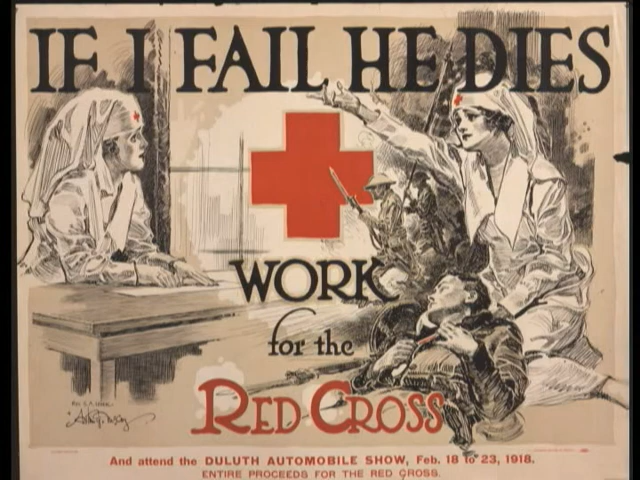 IF I FAIL HE DIES
WORK
for the
RED CROSS
And attend the DULUTH AUTOMOBILE SHOW, Feb. 18 to 23, 1918.
ENTIRE PROCEEDS FOR THE RED CROSS.